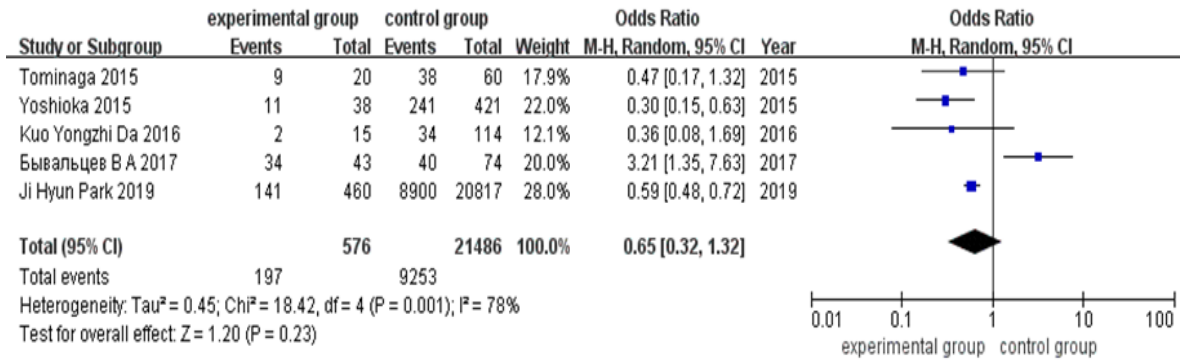 experimental group control group Odds Ratio Odds Ratio
Study or Subgroup Events Total Events Total Weight M-H, Random, 95% CI Year M-H, Random, 95% CI
Tominaga 2015 9 20 38 60 17.9% 0.47 [0.17, 1.32] 2015
Yoshioka 2015 11 38 241 421 22.0% 0.30 [0.15, 0.63] 2015
Kuo Yongzhi Da 2016 2 15 34 114 12.1% 0.36 [0.08, 1.69] 2016
Бывальцев В А 2017 34 43 40 74 20.0% 3.21 [1.35, 7.63] 2017
Ji Hyun Park 2019 141 460 8900 20817 28.0% 0.59 [0.48, 0.72] 2019
Total (95% CI) 576 21486 100.0% 0.65 [0.32, 1.32]
Total events 197 9253
Heterogeneity: Tau² = 0.45; Chi² = 18.42, df = 4 (P = 0.001); I² = 78%
Test for overall effect: Z = 1.20 (P = 0.23)
0.01 0.1 1 10 100
experimental group control group